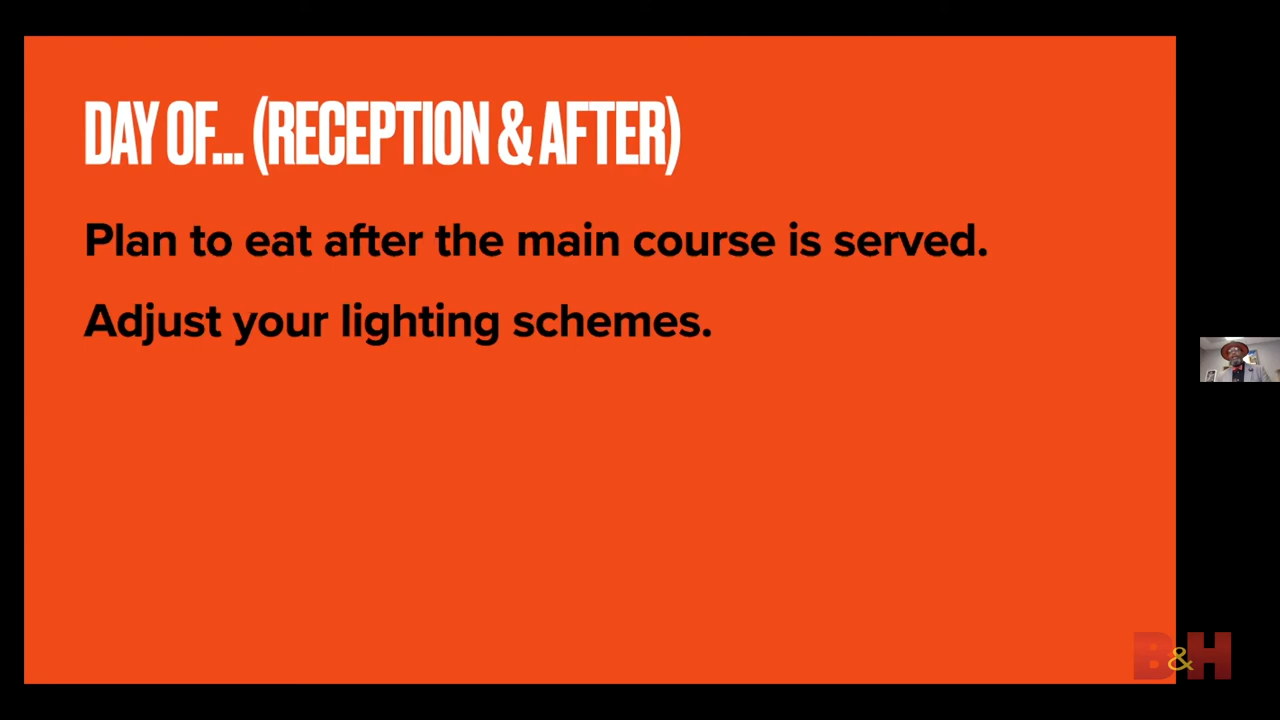 DAY OF... (RECEPTION & AFTER)
Plan to eat after the main course is served.
Adjust your lighting schemes.
B&H